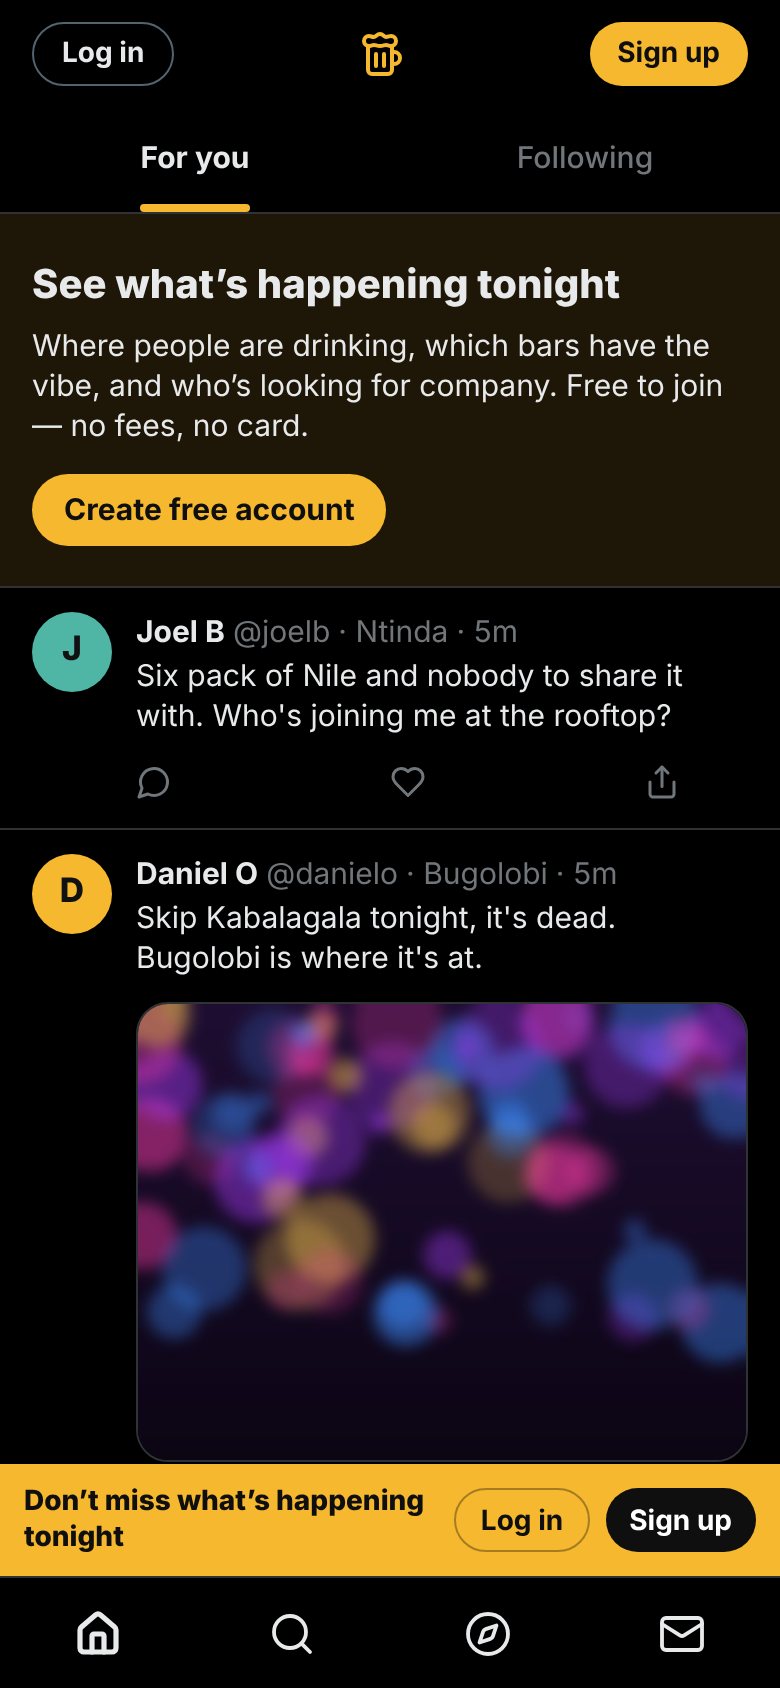 Log in
Sign up
For you
Following
See what’s happening tonight
Where people are drinking, which bars have the
vibe, and who’s looking for company. Free to join
— no fees, no card.
Create free account
J
Joel B @joelb · Ntinda · 5m
Six pack of Nile and nobody to share it
with. Who's joining me at the rooftop?
D
Daniel O @danielo · Bugolobi · 5m
Skip Kabalagala tonight, it's dead.
Bugolobi is where it's at.
Don’t miss what’s happening
tonight
Log in
Sign up